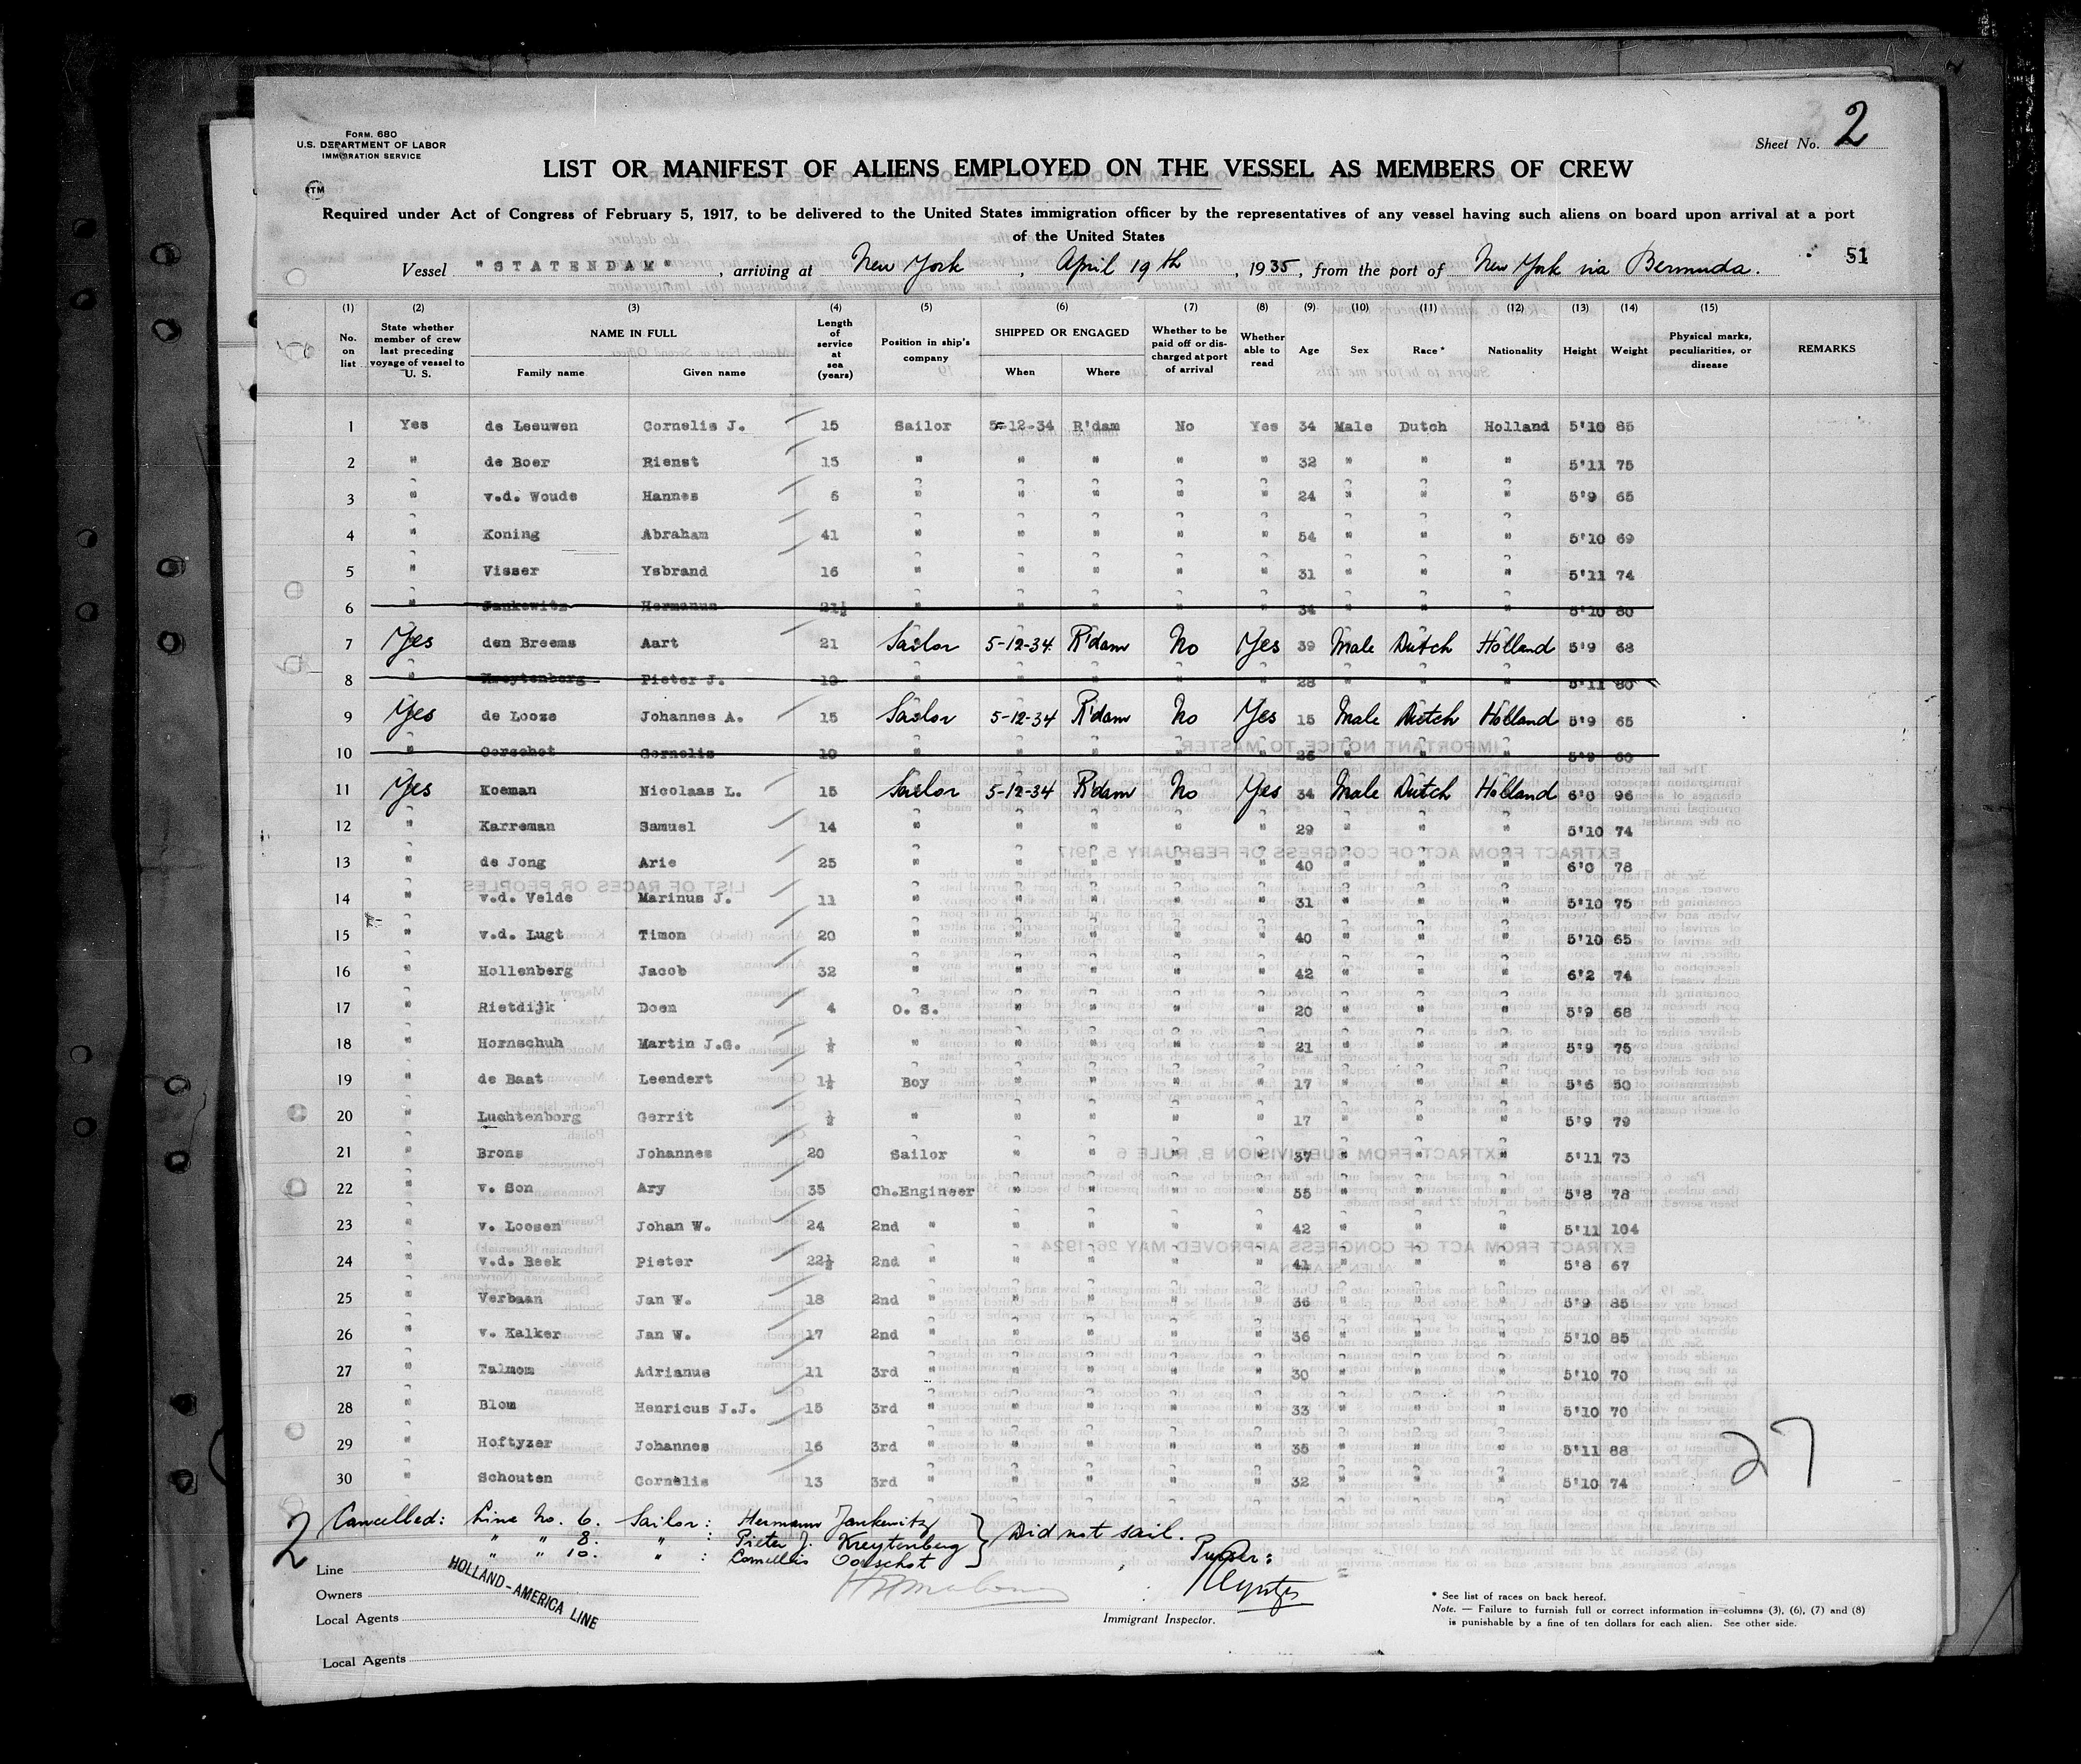 FORM. 680
U.S. DEPARTMENT OF LABOR
IMMIGRATION SERVICE
RTM
Sheet No. 2
LIST OR MANIFEST OF ALIENS EMPLOYED ON THE VESSEL AS MEMBERS OF CREW
Required under Act of Congress of February 5, 1917, to be delivered to the United States immigration officer by the representatives of any vessel having such aliens on board upon arrival at a port
of the United States
Vessel "STATENDAM", arriving at New York, April 19th, 1935, from the port of New York via Bermuda.
51
(1) (2) (3) (4) (5) (6) (7) (8) (9) (10) (11) (12) (13) (14) (15)
No. on list State whether member of crew last preceding voyage of vessel to U. S. NAME IN FULL Family name Given name Length of service at sea (years) Position in ship's company SHIPPED OR ENGAGED When Where Whether to be paid off or discharged at port of arrival Whether able to read Age Sex Race* Nationality Height Weight Physical marks, peculiarities, or disease REMARKS
1 Yes de Leeuwen Cornelis J. 15 Sailor 5-12-34 R'dam No Yes 34 Male Dutch Holland 5'10 85
2 " de Boer Rienst 15 " " " " " 32 " " " 5'11 75
3 " v.d. Woude Hannes 6 " " " " " 24 " " " 5'9 65
4 " Koning Abraham 41 " " " " " 54 " " " 5'10 69
5 " Visser Ysbrand 16 " " " " " 31 " " " 5'11 74
6 " Jankewitz Hermanus 21½ " " " " " 34 " " " 5'10 80
7 Yes den Breems Aart 21 Sailor 5-12-34 R'dam No Yes 39 Male Dutch Holland 5'9 68
8 " Kreytenberg Pieter J. 10 " " " " " 28 " " " 5'11 80
9 Yes de Looze Johannes A. 15 Sailor 5-12-34 R'dam No Yes 15 Male Dutch Holland 5'9 65
10 " Oorschot Cornelis 10 " " " " " 26 " " " 5'9 60
11 Yes Koeman Nicolaas L. 15 Sailor 5-12-34 R'dam No Yes 34 Male Dutch Holland 6'0 96
12 " Karreman Samuel 14 " " " " " 29 " " " 5'10 74
13 " de Jong Arie 25 " " " " " 40 " " " 6'0 78
14 " v.d. Velde Marinus J. 11 " " " " " 31 " " " 5'10 75
15 " v.d. Lugt Timon 20 " " " " " 40 " " " 5'10 65
16 " Hollenberg Jacob 32 " " " " " 42 " " " 6'2 74
17 " Rietdijk Doen 4 O. S. " " " " 20 " " " 5'9 68
18 " Hornschuh Martin J.G. ½ " " " " " 21 " " " 5'9 75
19 " de Baat Leendert 1½ Boy " " " " 17 " " " 5'6 50
20 " Luchtenborg Gerrit ½ " " " " " 17 " " " 5'9 79
21 " Brons Johannes 20 Sailor " " " " 37 " " " 5'11 73
22 " v. Son Ary 35 Ch.Engineer " " " " 55 " " " 5'8 78
23 " v. Loosen Johan W. 24 2nd " " " " " 42 " " " 5'11 104
24 " v.d. Beek Pieter 22½ 2nd " " " " " 41 " " " 5'8 67
25 " Verbaan Jan W. 18 2nd " " " " " 36 " " " 5'9 85
26 " v. Kalker Jan W. 17 2nd " " " " " 36 " " " 5'10 85
27 " Talmom Adrianus 11 3rd " " " " " 30 " " " 5'10 70
28 " Blom Henricus J.J. 15 3rd " " " " " 33 " " " 5'10 70
29 " Hoftyzer Johannes 16 3rd " " " " " 35 " " " 5'11 88
30 " Schouten Cornelis 13 3rd " " " " " 32 " " " 5'10 74
27
2 Cancelled: Line No. 6. Sailor: Hermann Jankewitz
" " 8. " : Pieter J. Kreytenberg } Did not sail.
" " 10. " : Cornellis Oorschot
Purser:
Line
HOLLAND-AMERICA LINE
Owners
Local Agents
Immigrant Inspector.
* See list of races on back hereof.
Note. — Failure to furnish full or correct information in columns (3), (6), (7) and (8)
is punishable by a fine of ten dollars for each alien. See other side.
Local Agents